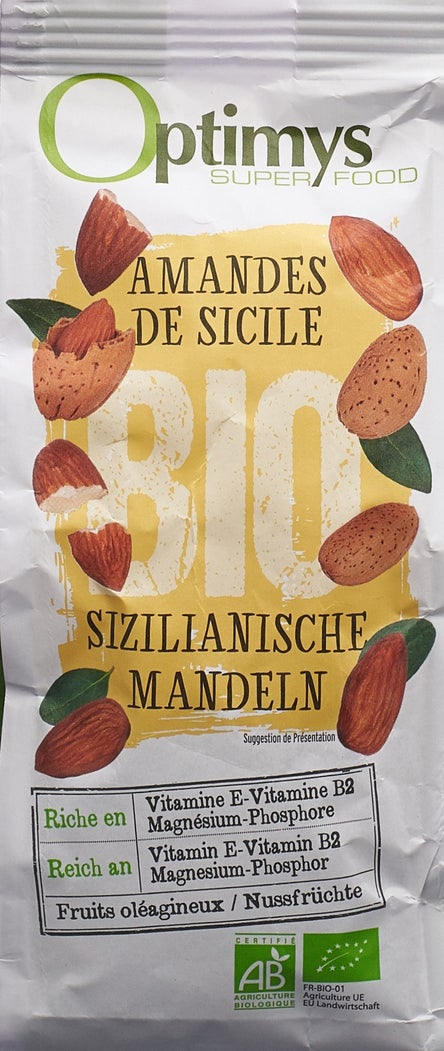 Optimys
SUPER FOOD
AMANDES
DE SICILE
BIO
SIZILIANISCHE
MANDELN
Suggestion de Présentation
Riche en
Vitamine E-Vitamine B2
Magnésium-Phosphore
Reich an
Vitamin E-Vitamin B2
Magnesium-Phosphor
Fruits oléagineux / Nussfrüchte
CERTIFIÉ
AB
AGRICULTURE
BIOLOGIQUE
FR-BIO-01
Agriculture UE
EU Landwirtschaft